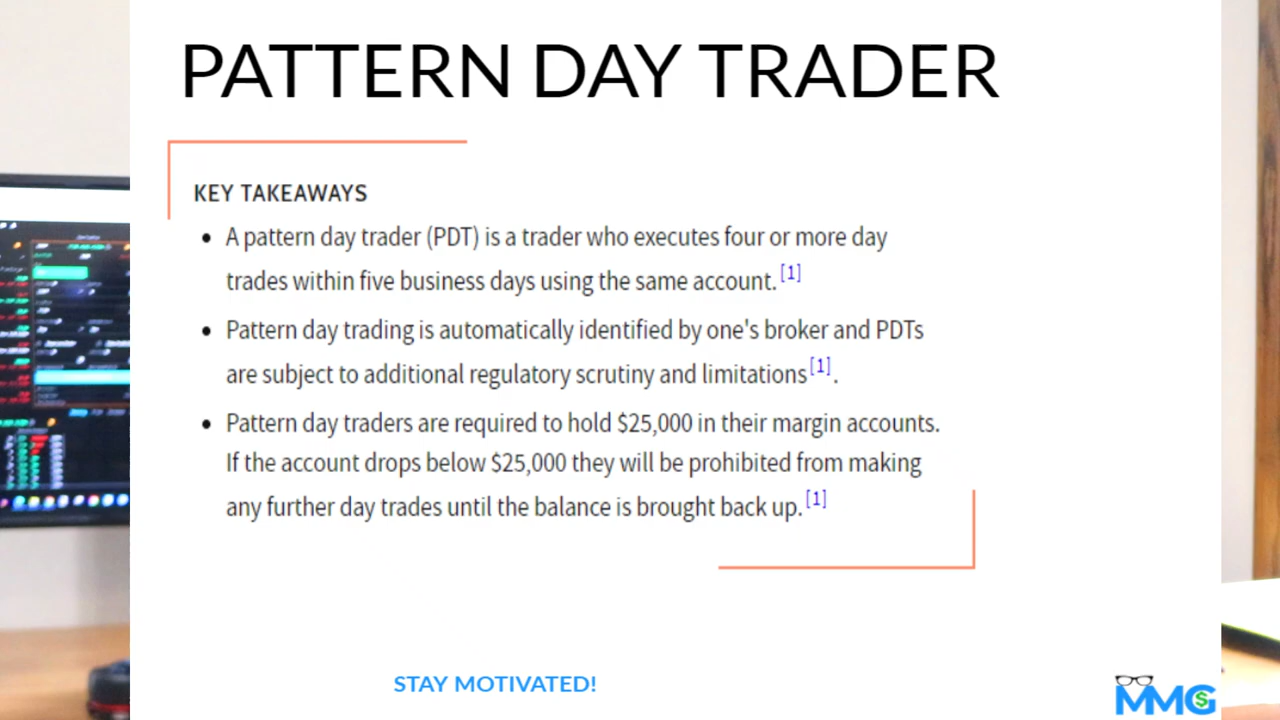 PATTERN DAY TRADER
KEY TAKEAWAYS
• A pattern day trader (PDT) is a trader who executes four or more day
trades within five business days using the same account.[1]
• Pattern day trading is automatically identified by one's broker and PDTs
are subject to additional regulatory scrutiny and limitations[1].
• Pattern day traders are required to hold $25,000 in their margin accounts.
If the account drops below $25,000 they will be prohibited from making
any further day trades until the balance is brought back up.[1]
STAY MOTIVATED!
MMG
$